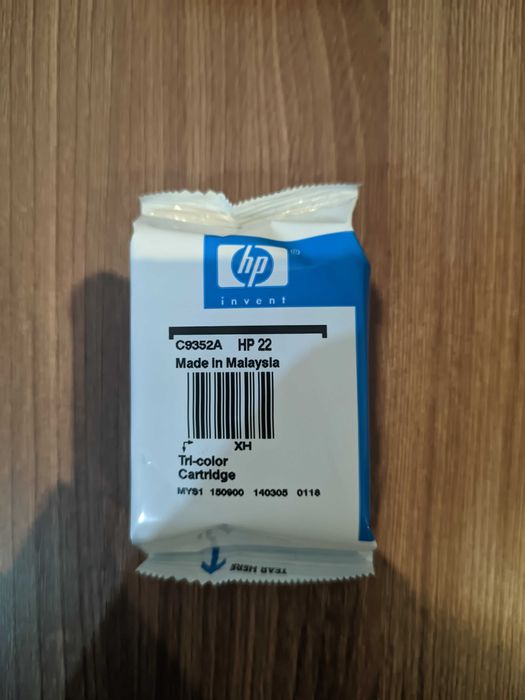 hp ®
invent
C9352A HP 22
Made in Malaysia
XH
Tri-color
Cartridge
MYS1 150900 140305 0118
TEAR HERE